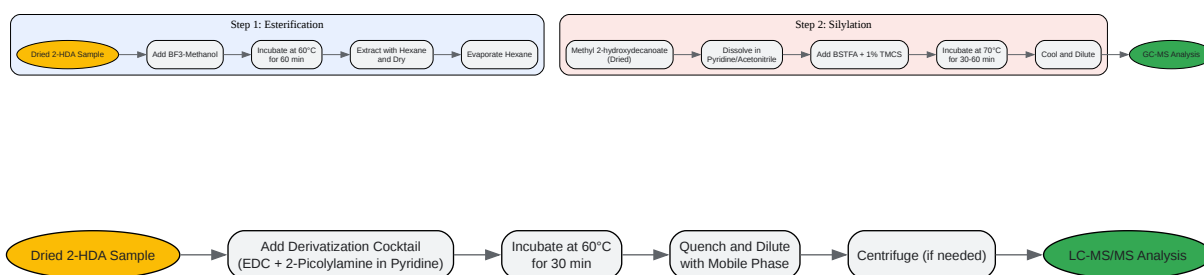 Step 1: Esterification
Dried 2-HDA Sample
Add BF3-Methanol
Incubate at 60°C
for 60 min
Extract with Hexane
and Dry
Evaporate Hexane
Step 2: Silylation
Methyl 2-hydroxydecanoate
(Dried)
Dissolve in
Pyridine/Acetonitrile
Add BSTFA + 1% TMCS
Incubate at 70°C
for 30-60 min
Cool and Dilute
GC-MS Analysis
Dried 2-HDA Sample
Add Derivatization Cocktail
(EDC + 2-Picolylamine in Pyridine)
Incubate at 60°C
for 30 min
Quench and Dilute
with Mobile Phase
Centrifuge (if needed)
LC-MS/MS Analysis